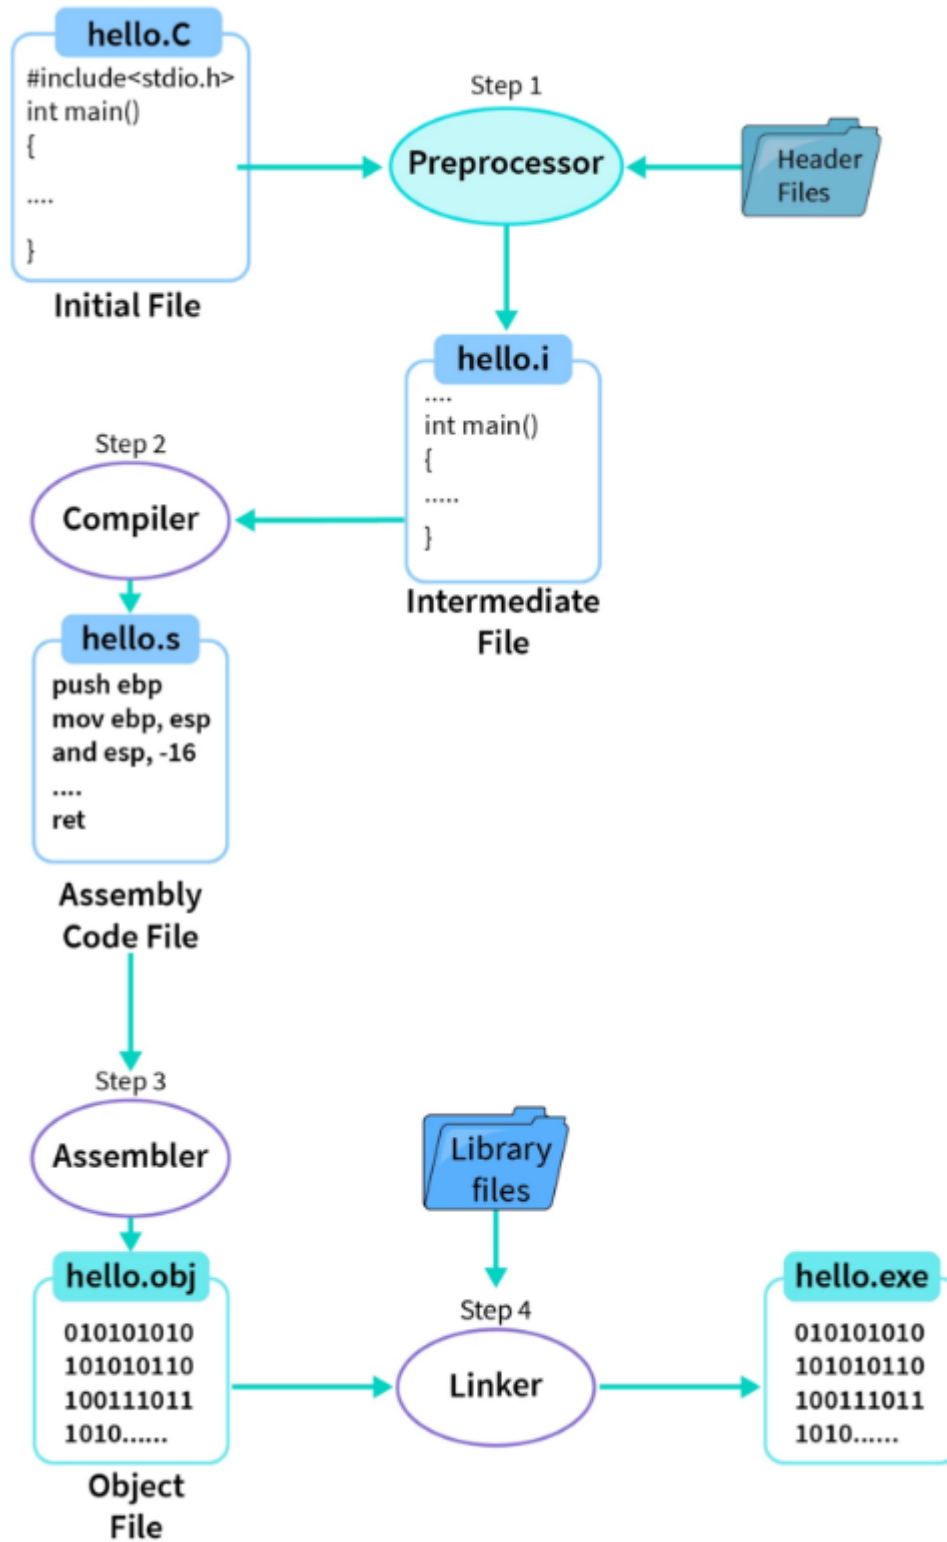 hello.C
#include<stdio.h>
int main()
{
....
}
Initial File
Step 1
Preprocessor
Header
Files
hello.i
....
int main()
{
.....
}
Intermediate
File
Step 2
Compiler
hello.s
push ebp
mov ebp, esp
and esp, -16
....
ret
Assembly
Code File
Step 3
Assembler
hello.obj
010101010
101010110
100111011
1010......
Object
File
Library
files
Step 4
Linker
hello.exe
010101010
101010110
100111011
1010......